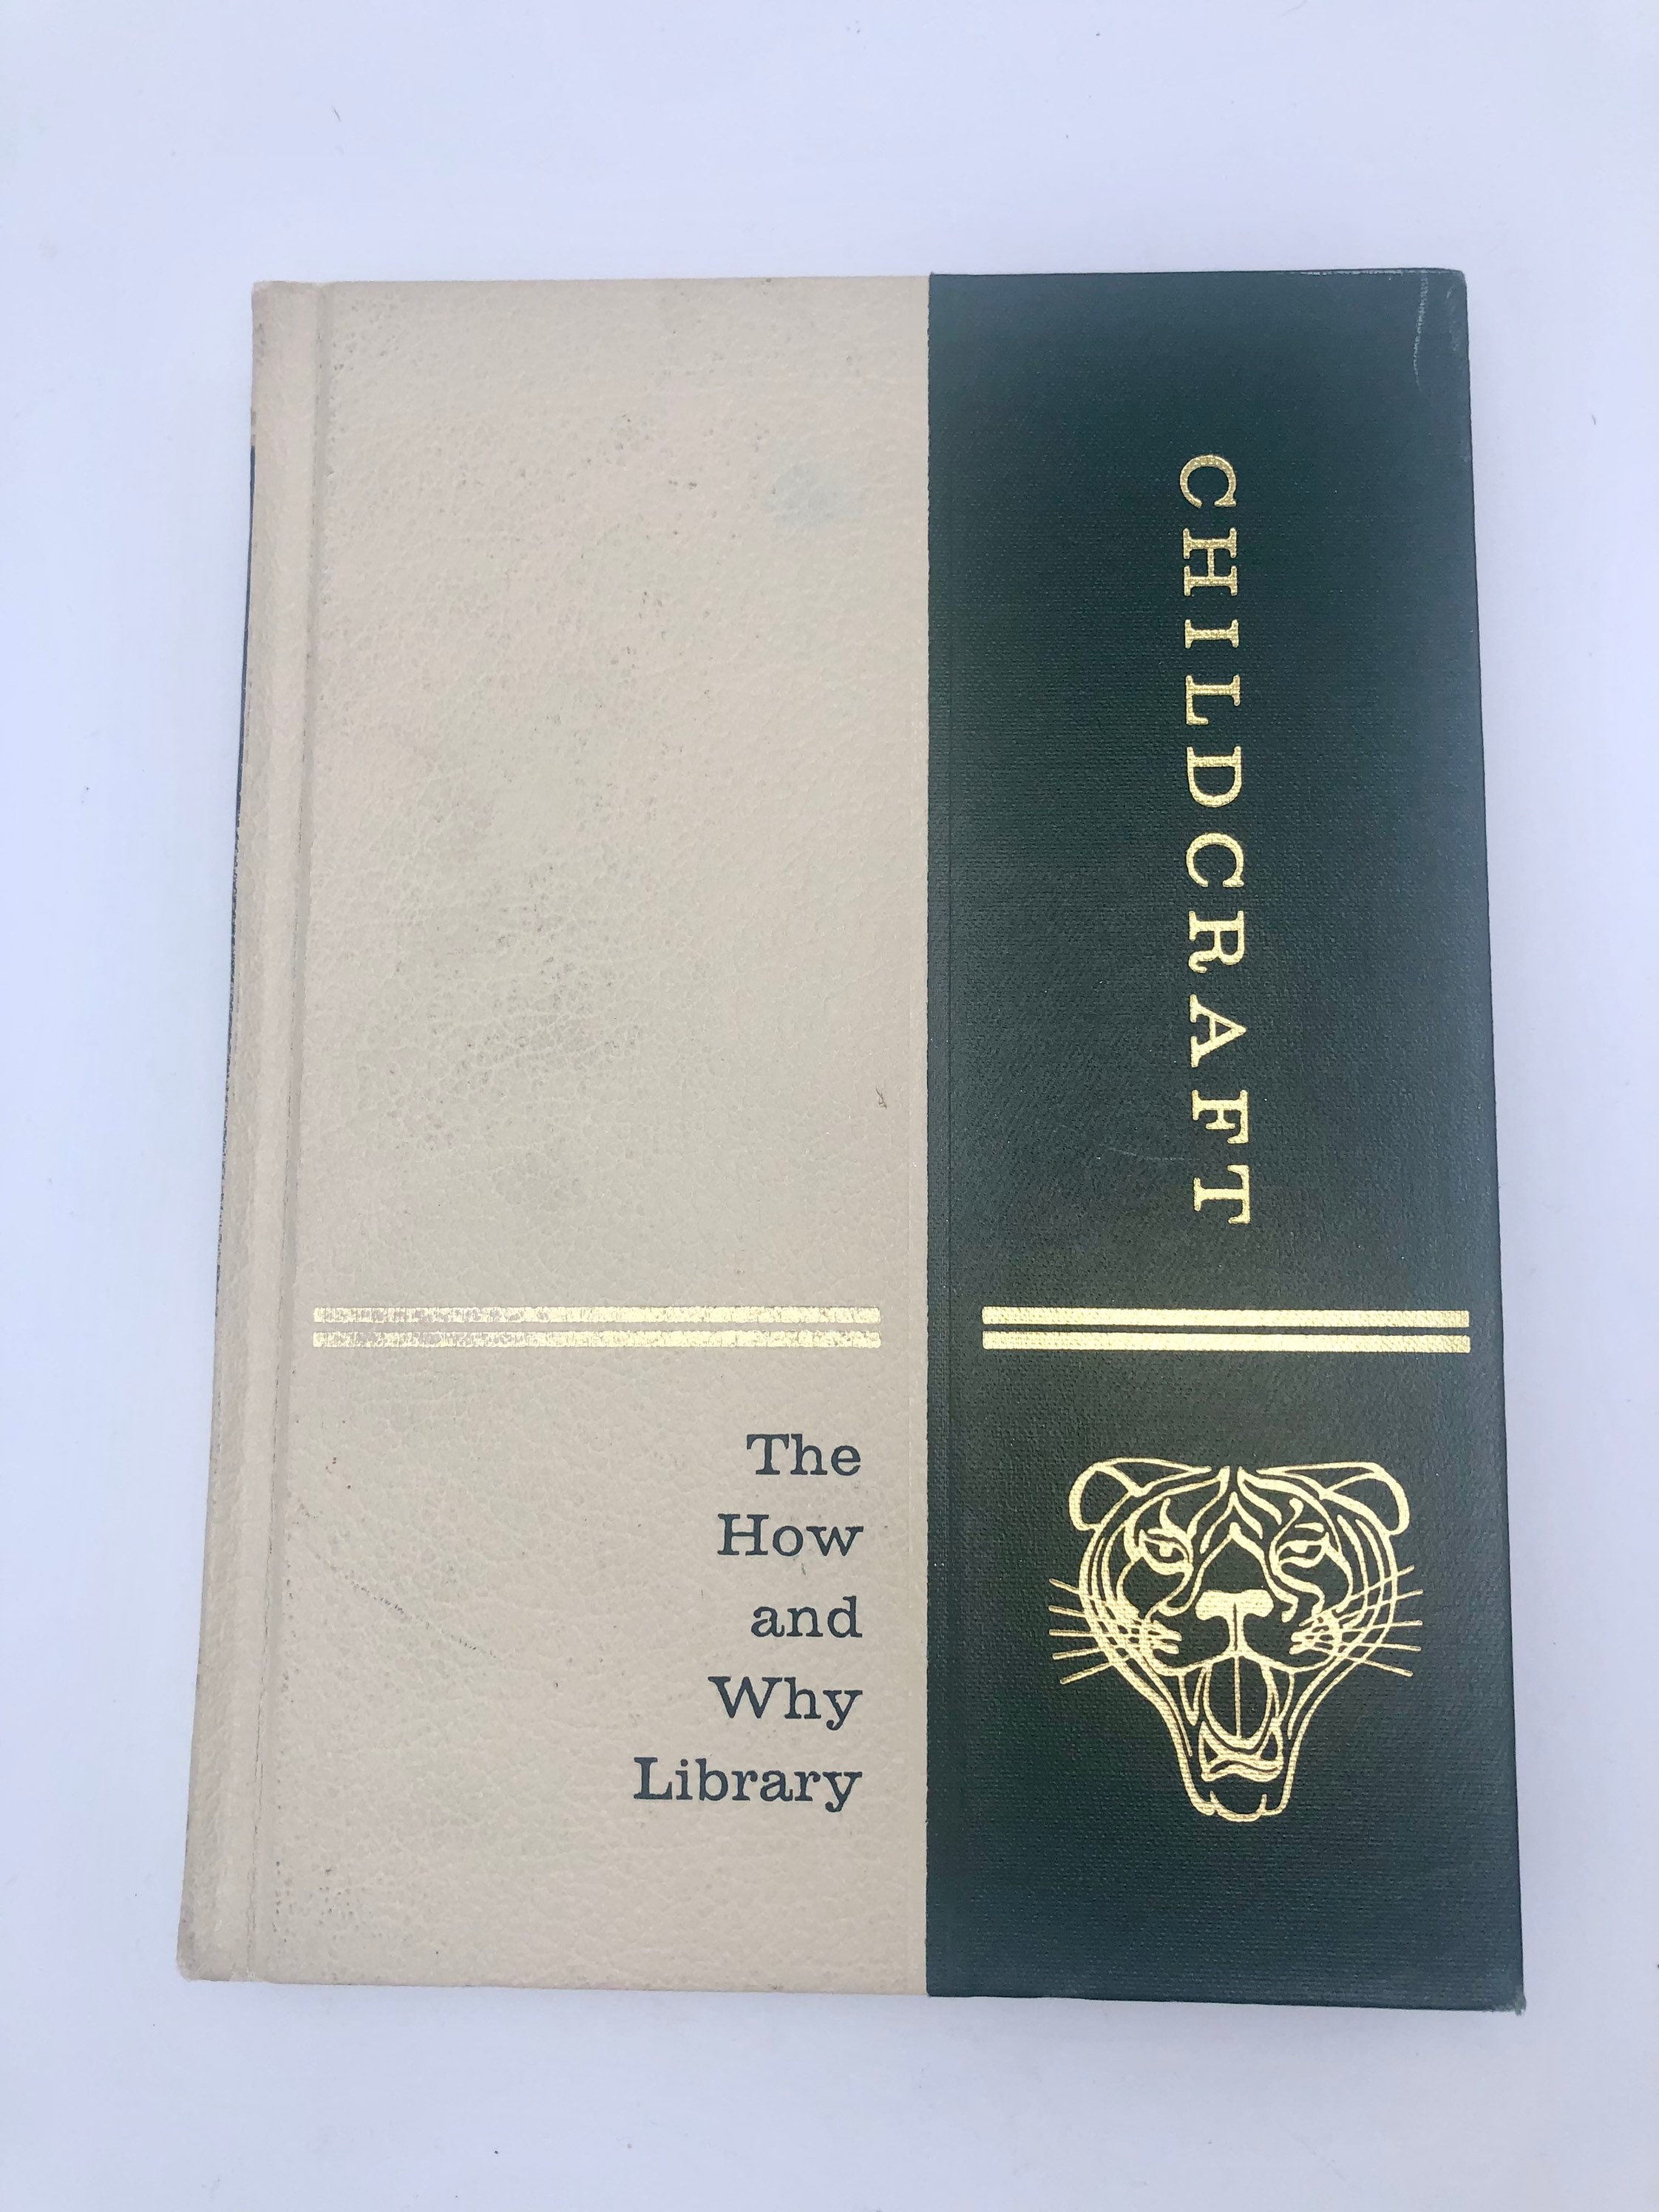 CHILDCRAFT
The
How
and
Why
Library